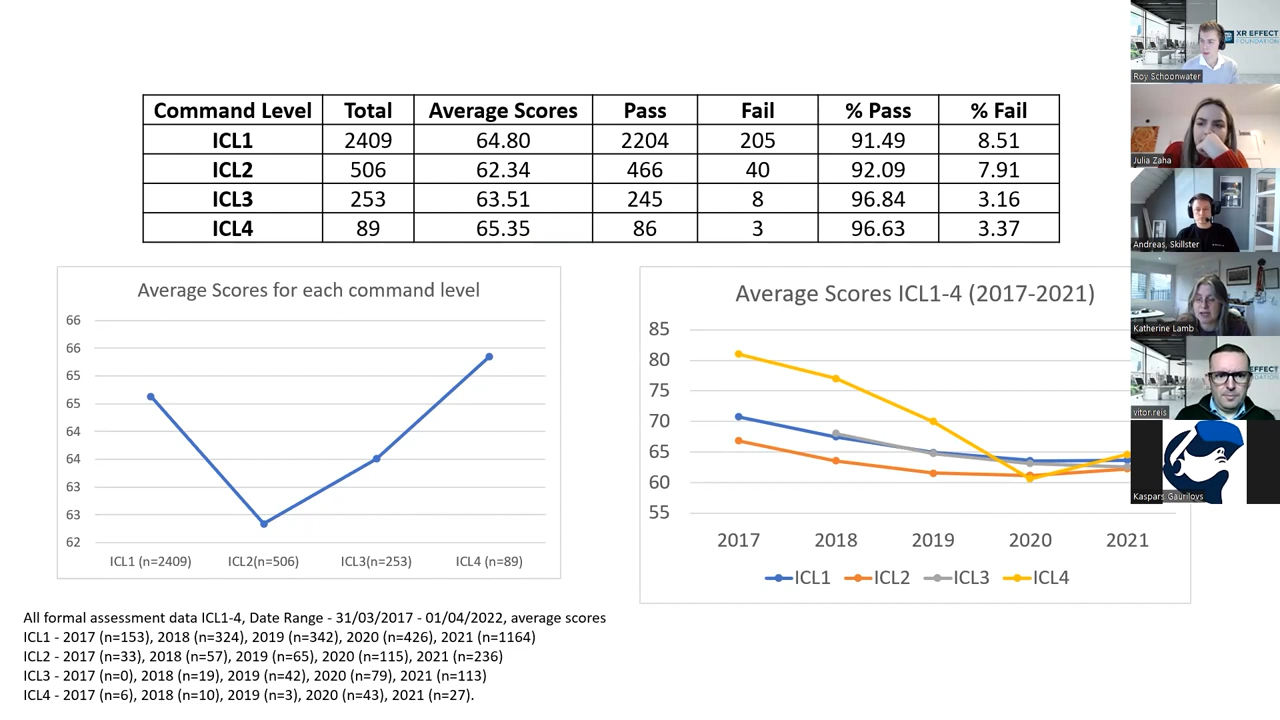 Command Level Total Average Scores Pass Fail % Pass % Fail
ICL1 2409 64.80 2204 205 91.49 8.51
ICL2 506 62.34 466 40 92.09 7.91
ICL3 253 63.51 245 8 96.84 3.16
ICL4 89 65.35 86 3 96.63 3.37
Average Scores for each command level
66
66
65
65
64
64
63
63
62
ICL1 (n=2409) ICL2(n=506) ICL3(n=253) ICL4 (n=89)
Average Scores ICL1-4 (2017-2021)
85
80
75
70
65
60
55
2017 2018 2019 2020 2021
ICL1 ICL2 ICL3 ICL4
All formal assessment data ICL1-4, Date Range - 31/03/2017 - 01/04/2022, average scores
ICL1 - 2017 (n=153), 2018 (n=324), 2019 (n=342), 2020 (n=426), 2021 (n=1164)
ICL2 - 2017 (n=33), 2018 (n=57), 2019 (n=65), 2020 (n=115), 2021 (n=236)
ICL3 - 2017 (n=0), 2018 (n=19), 2019 (n=42), 2020 (n=79), 2021 (n=113)
ICL4 - 2017 (n=6), 2018 (n=10), 2019 (n=3), 2020 (n=43), 2021 (n=27).
XR EFFECT
FOUNDATION
Roy Schoonwater
Julia Zaha
Andreas, Skillster
Katherine Lamb
EFFECT
DATION
vitor.reis
Kaspars Gaurilovs